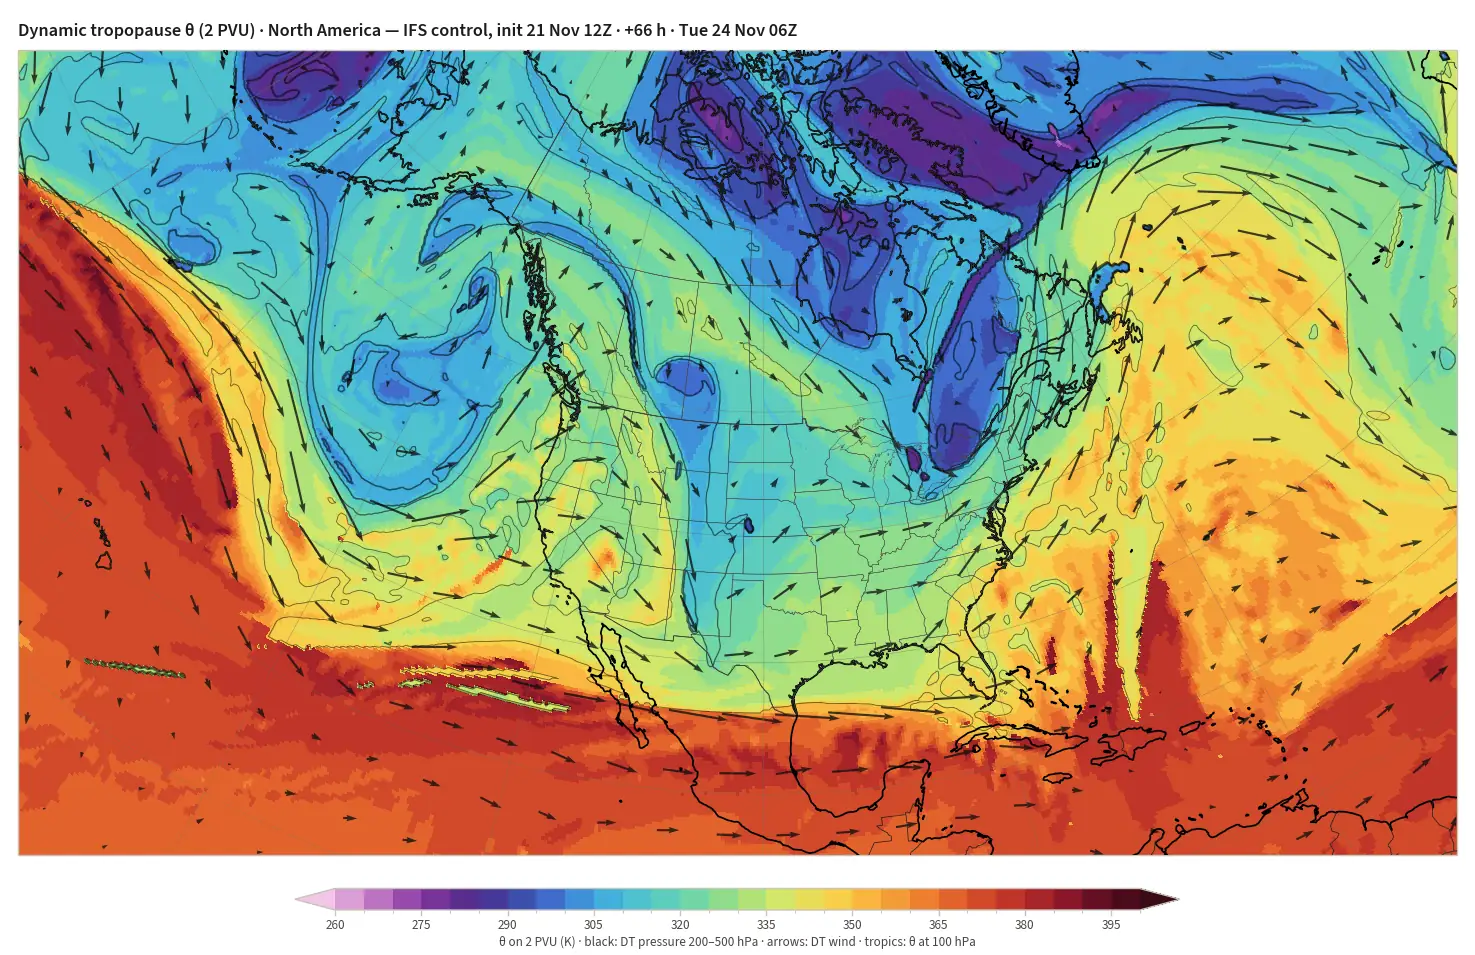 Dynamic tropopause θ (2 PVU) · North America — IFS control, init 21 Nov 12Z · +66 h · Tue 24 Nov 06Z
260 275 290 305 320 335 350 365 380 395
θ on 2 PVU (K) · black: DT pressure 200–500 hPa · arrows: DT wind · tropics: θ at 100 hPa